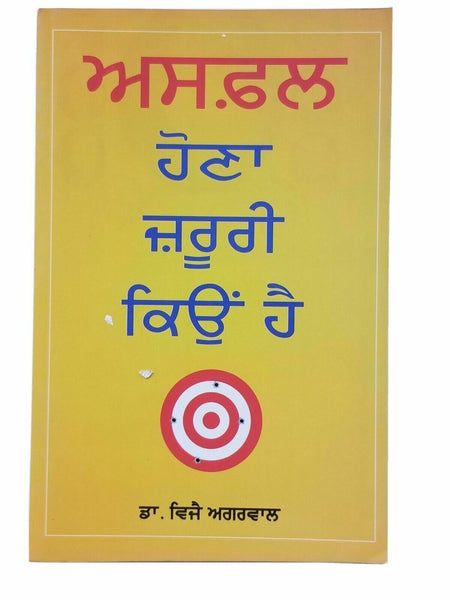 ਅਸਫ਼ਲ
ਹੋਣਾ
ਜ਼ਰੂਰੀ
ਕਿਉਂ ਹੈ
ਡਾ. ਵਿਜੈ ਅਗਰਵਾਲ